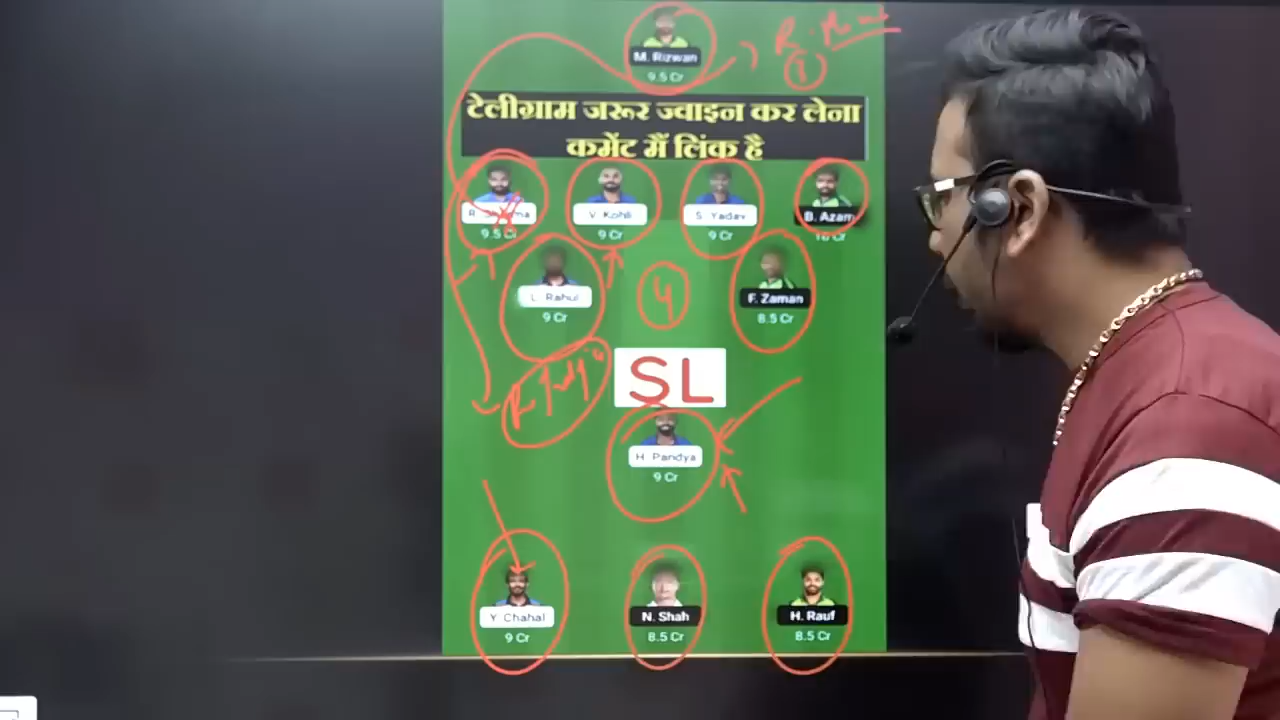 M. Rizwan
9.5 Cr
टेलीग्राम जरूर ज्वाइन कर लेना
कमेंट मैं लिंक है
V. Kohli
S. Yadav
B. Azam
9.5 Cr
9 Cr
9 Cr
L. Rahul
F. Zaman
9 Cr
4
8.5 Cr
SL
H. Pandya
9 Cr
Y. Chahal
N. Shah
H. Rauf
9 Cr
8.5 Cr
8.5 Cr